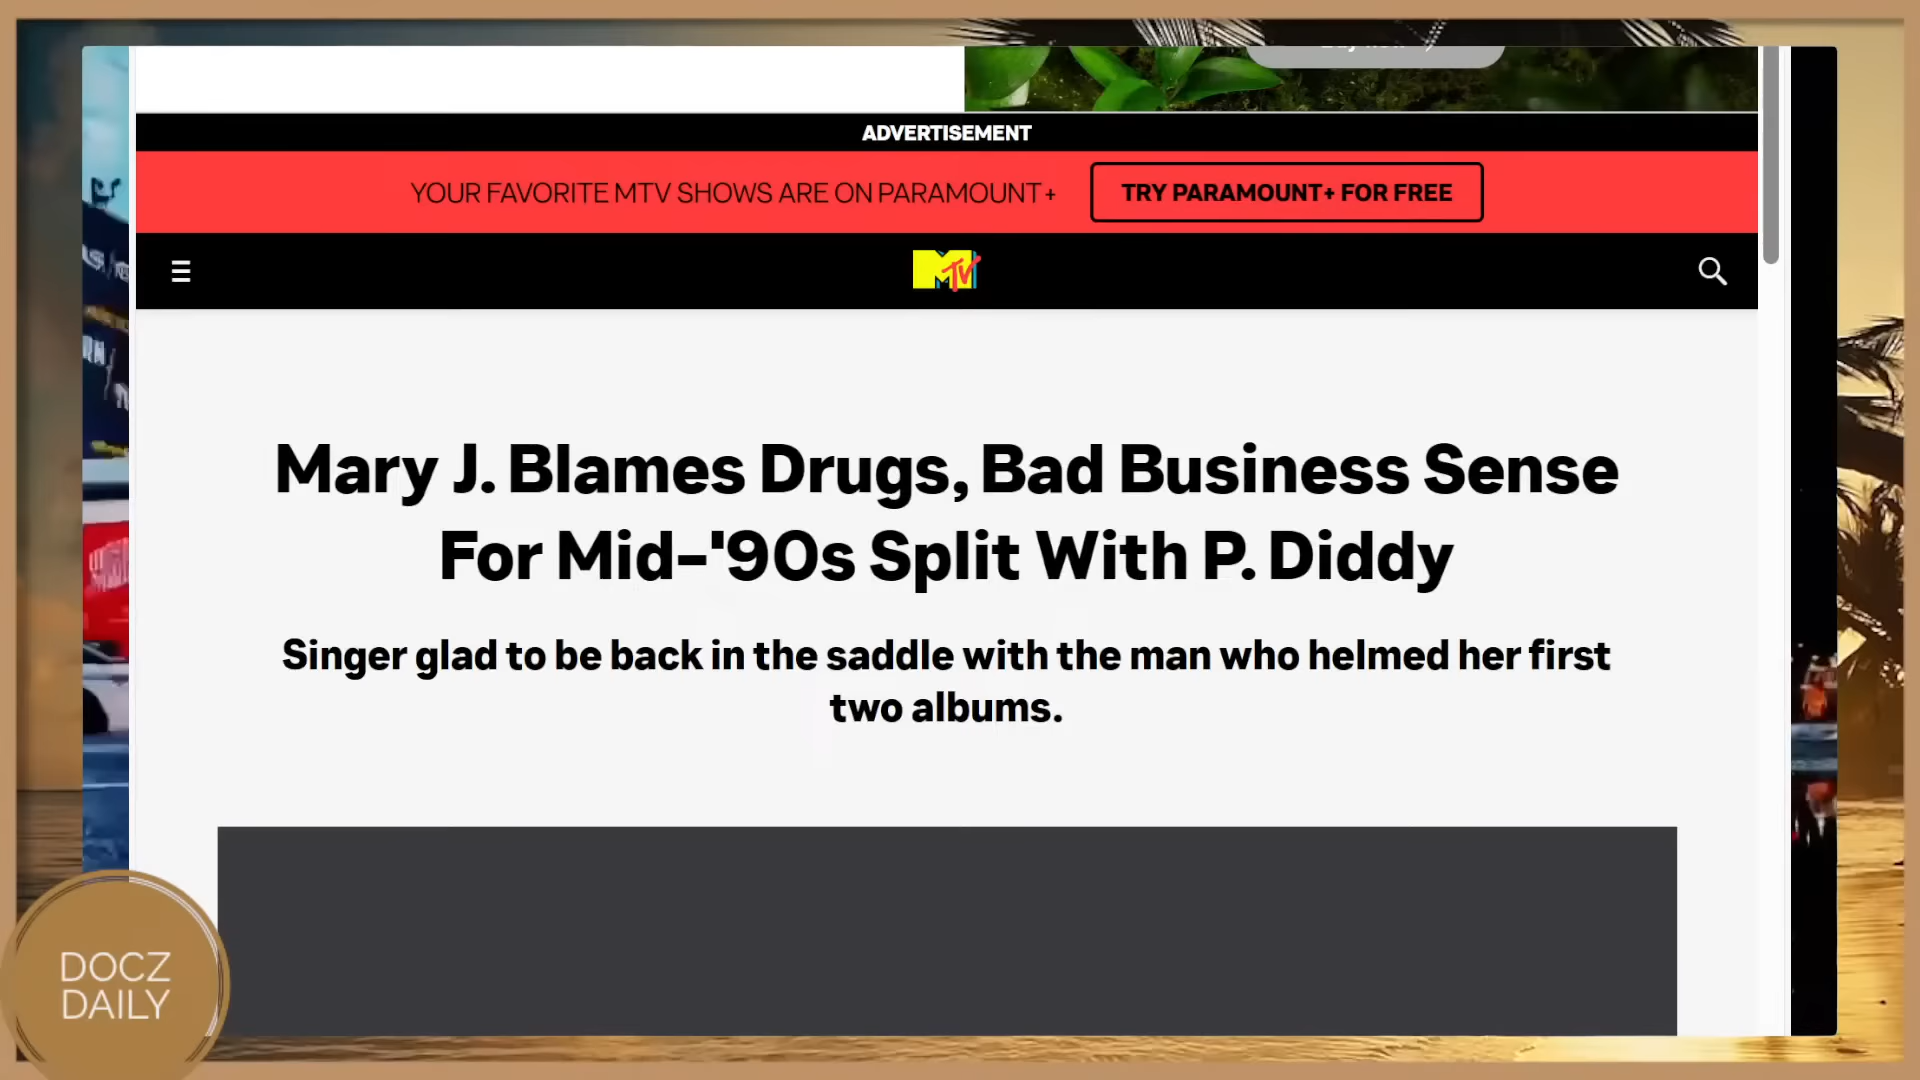 ADVERTISEMENT
YOUR FAVORITE MTV SHOWS ARE ON PARAMOUNT+
TRY PARAMOUNT+ FOR FREE
MTV
Mary J. Blames Drugs, Bad Business Sense
For Mid-'90s Split With P. Diddy
Singer glad to be back in the saddle with the man who helmed her first
two albums.
DOCZ
DAILY